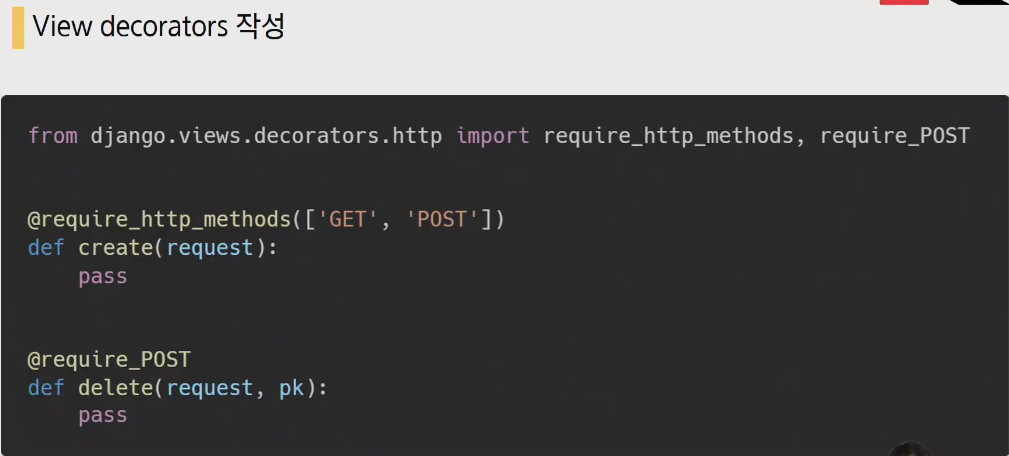 View decorators 작성
from django.views.decorators.http import require_http_methods, require_POST
@require_http_methods(['GET', 'POST'])
def create(request):
    pass
@require_POST
def delete(request, pk):
    pass